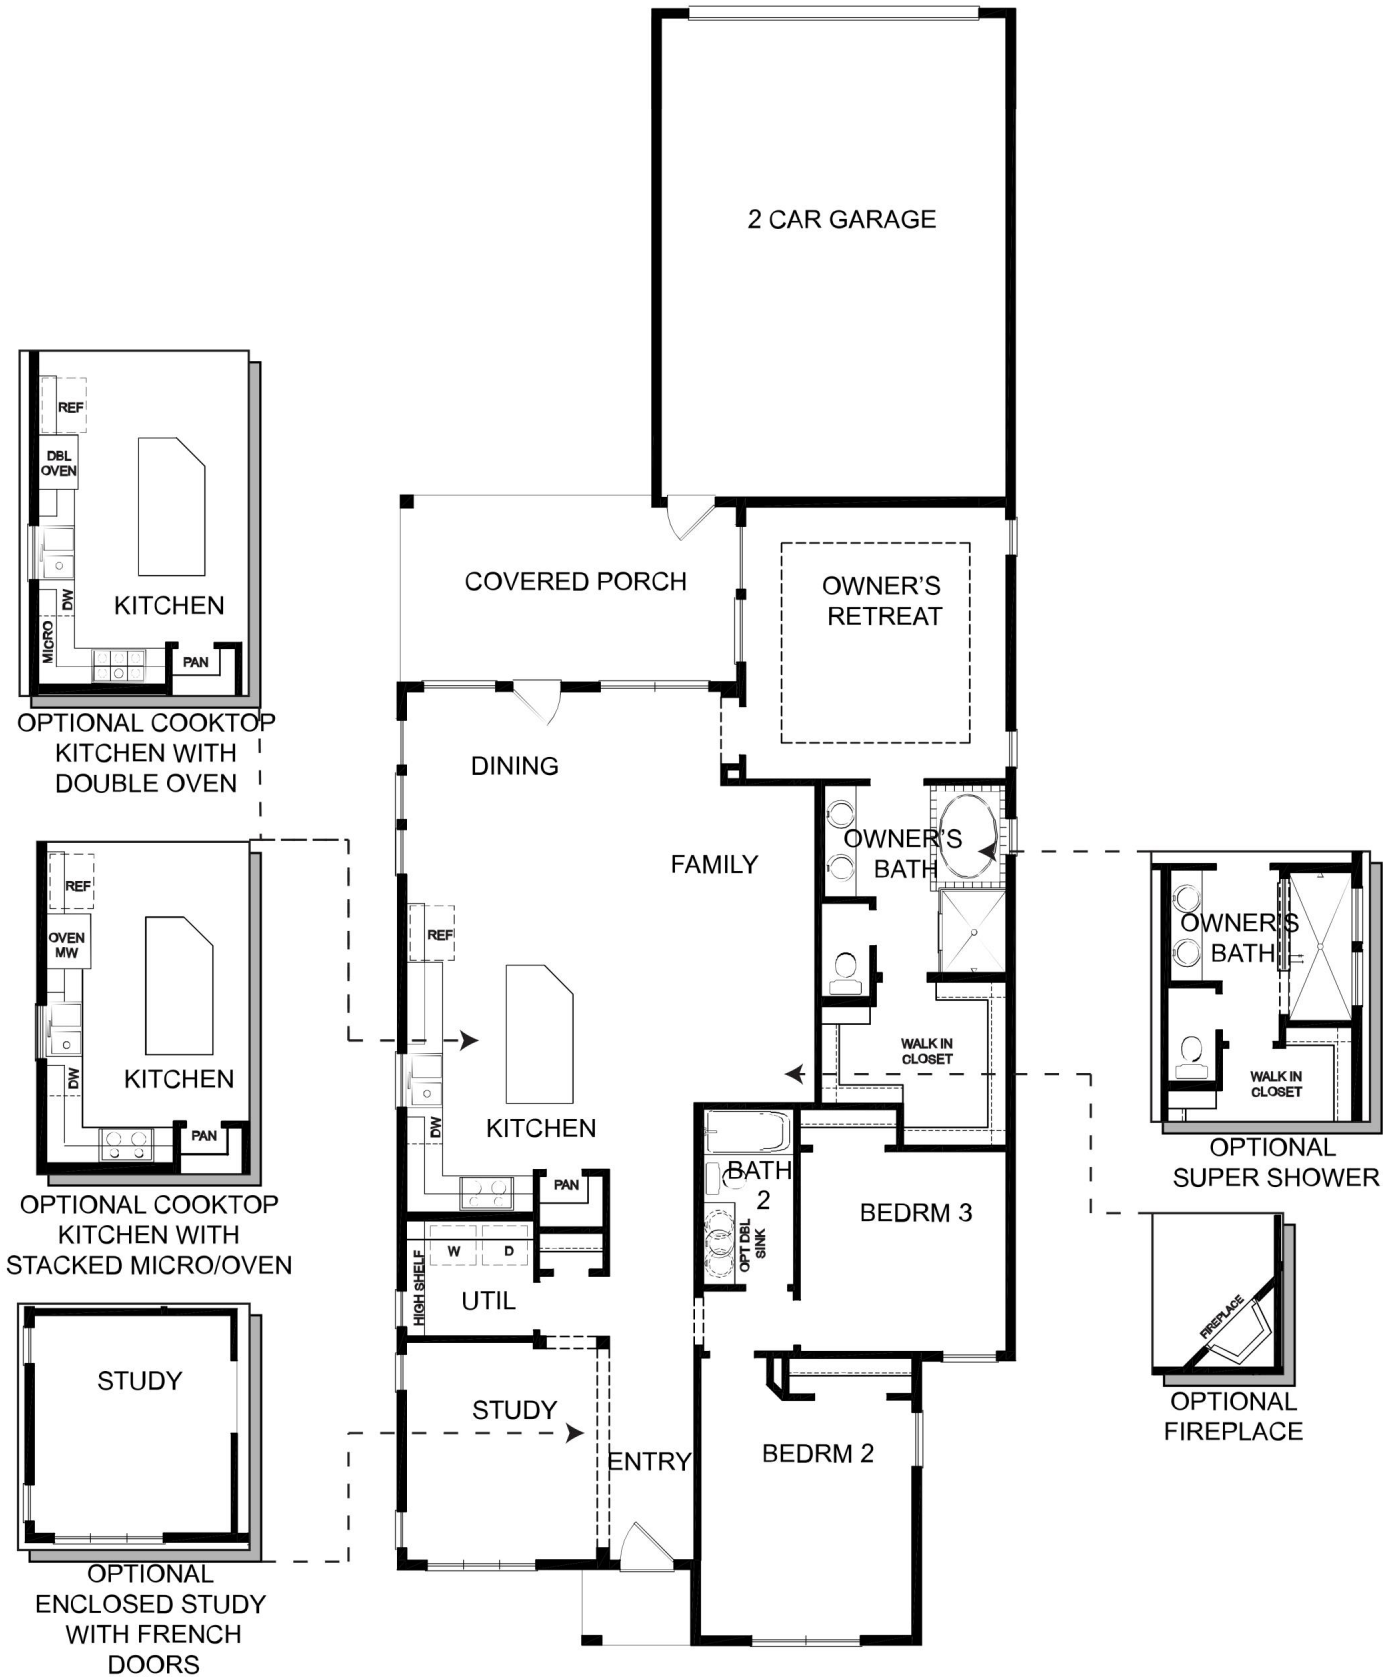 2 CAR GARAGE
REF
DBL
OVEN
DW
MICRO
KITCHEN
PAN
OPTIONAL COOKTOP
KITCHEN WITH
DOUBLE OVEN
COVERED PORCH
OWNER'S
RETREAT
DINING
FAMILY
OWNER'S
BATH
REF
OVEN
MW
DW
KITCHEN
PAN
OPTIONAL COOKTOP
KITCHEN WITH
STACKED MICRO/OVEN
REF
DW
KITCHEN
PAN
WALK IN
CLOSET
OWNER'S
BATH
WALK IN
CLOSET
OPTIONAL
SUPER SHOWER
BATH
2
OPT DBL
SINK
BEDRM 3
W
D
HIGH SHELF
UTIL
FIREPLACE
OPTIONAL
FIREPLACE
STUDY
OPTIONAL
ENCLOSED STUDY
WITH FRENCH
DOORS
STUDY
ENTRY
BEDRM 2